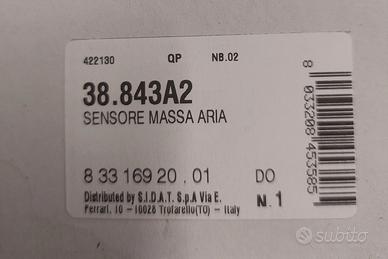 422130 QP NB.02
38.843A2
SENSORE MASSA ARIA
8 33 169 20 . 01 DO
Distributed by S.I.D.A.T. S.p.A Via E. N. 1
Ferrari, 10 - 10028 Trofarello(TO) - Italy
8 033208 453585
subito